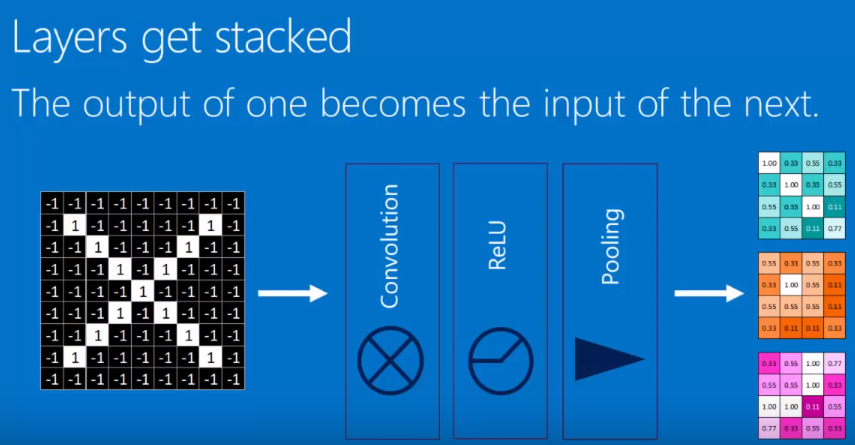 Layers get stacked
The output of one becomes the input of the next.
-1 -1 -1 -1 -1 -1 -1 -1 -1
-1 1 -1 -1 -1 -1 -1 1 -1
-1 -1 1 -1 -1 -1 1 -1 -1
-1 -1 -1 1 -1 1 -1 -1 -1
-1 -1 -1 -1 1 -1 -1 -1 -1
-1 -1 -1 1 -1 1 -1 -1 -1
-1 -1 1 -1 -1 -1 1 -1 -1
-1 1 -1 -1 -1 -1 -1 1 -1
-1 -1 -1 -1 -1 -1 -1 -1 -1
Convolution
ReLU
Pooling
1.00 0.33 0.55 0.33
0.33 1.00 0.33 0.55
0.55 0.33 1.00 0.11
0.33 0.55 0.11 0.77
0.55 0.33 0.55 0.33
0.33 1.00 0.55 0.11
0.55 0.55 0.55 0.11
0.33 0.11 0.11 0.33
0.33 0.55 1.00 0.77
0.55 0.55 1.00 0.33
1.00 1.00 0.11 0.55
0.77 0.33 0.55 0.33